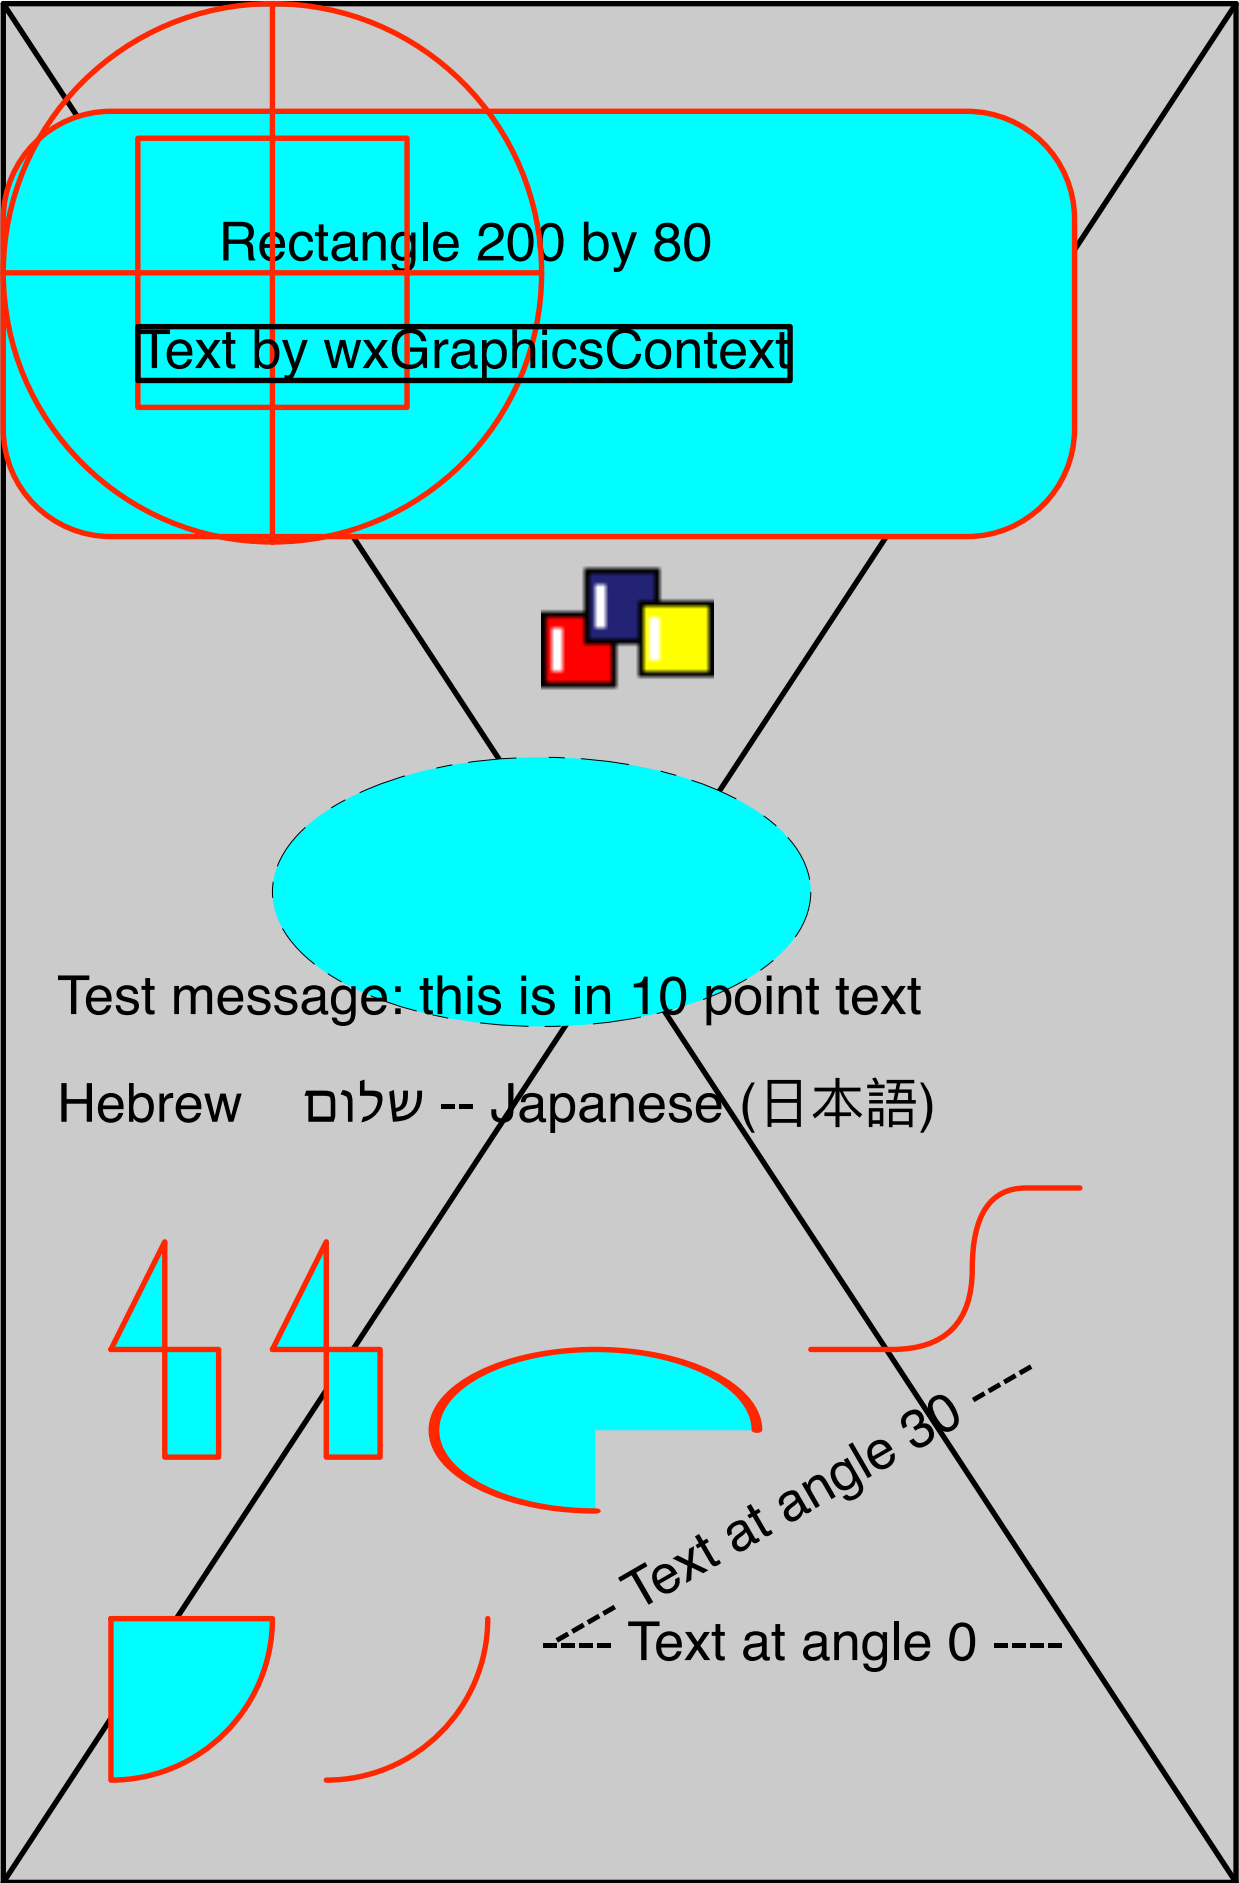 Rectangle 200 by 80
Text by wxGraphicsContext
Test message: this is in 10 point text
Hebrew    שלום -- Japanese (日本語)
---- Text at angle 30 ----
---- Text at angle 0 ----